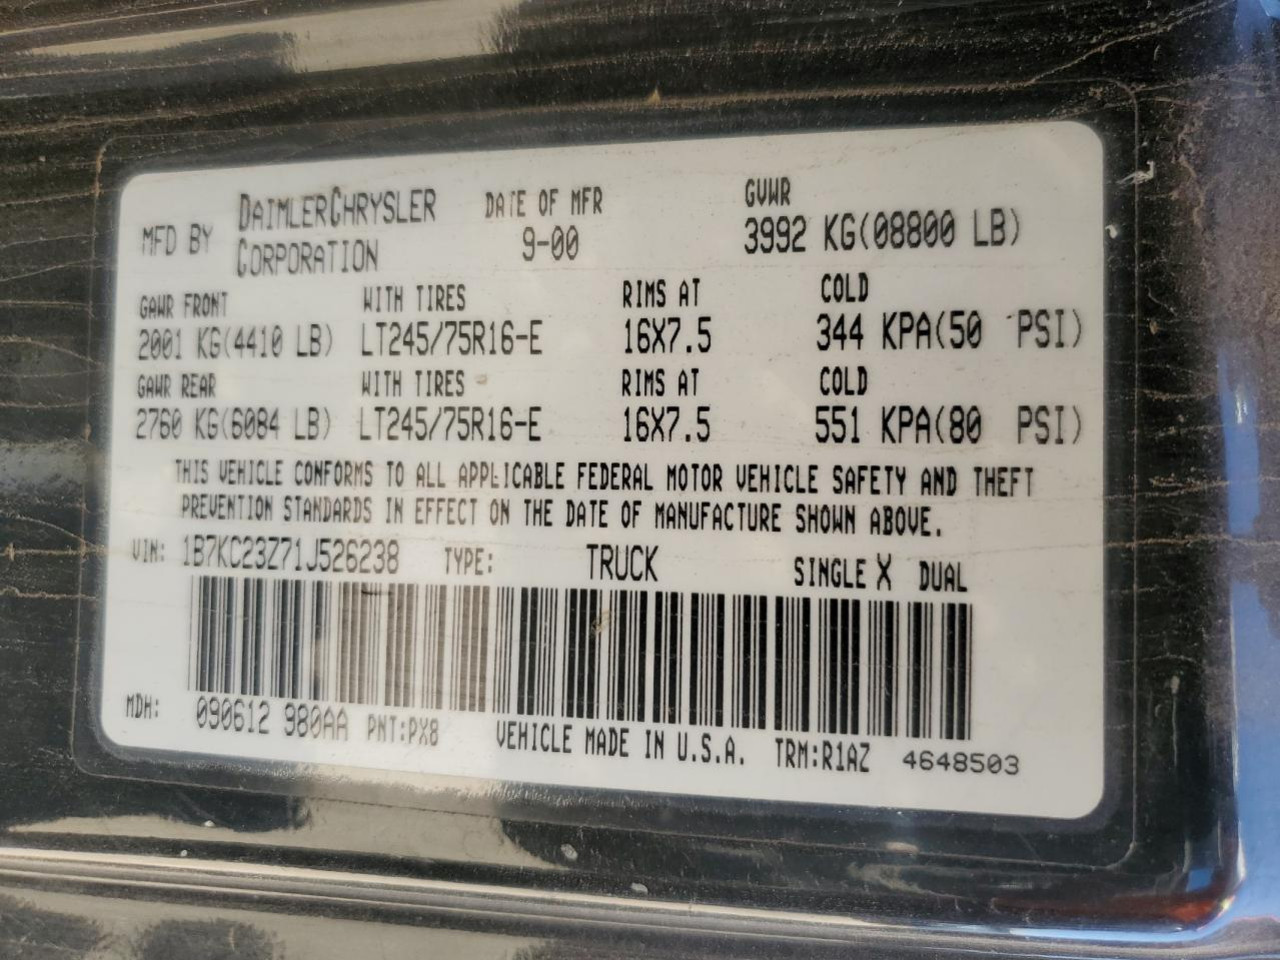 MFD BY DAIMLERCHRYSLER CORPORATION DATE OF MFR 9-00 GVWR 3992 KG(08800 LB)
GAWR FRONT WITH TIRES RIMS AT COLD
2001 KG(4410 LB) LT245/75R16-E 16X7.5 344 KPA(50 PSI)
GAWR REAR WITH TIRES RIMS AT COLD
2760 KG(6084 LB) LT245/75R16-E 16X7.5 551 KPA(80 PSI)
THIS VEHICLE CONFORMS TO ALL APPLICABLE FEDERAL MOTOR VEHICLE SAFETY AND THEFT
PREVENTION STANDARDS IN EFFECT ON THE DATE OF MANUFACTURE SHOWN ABOVE.
VIN: 1B7KC23Z71J526238 TYPE: TRUCK SINGLE X DUAL
MDH: 090612 980AA PNT:PX8 VEHICLE MADE IN U.S.A. TRM:R1AZ 4648503